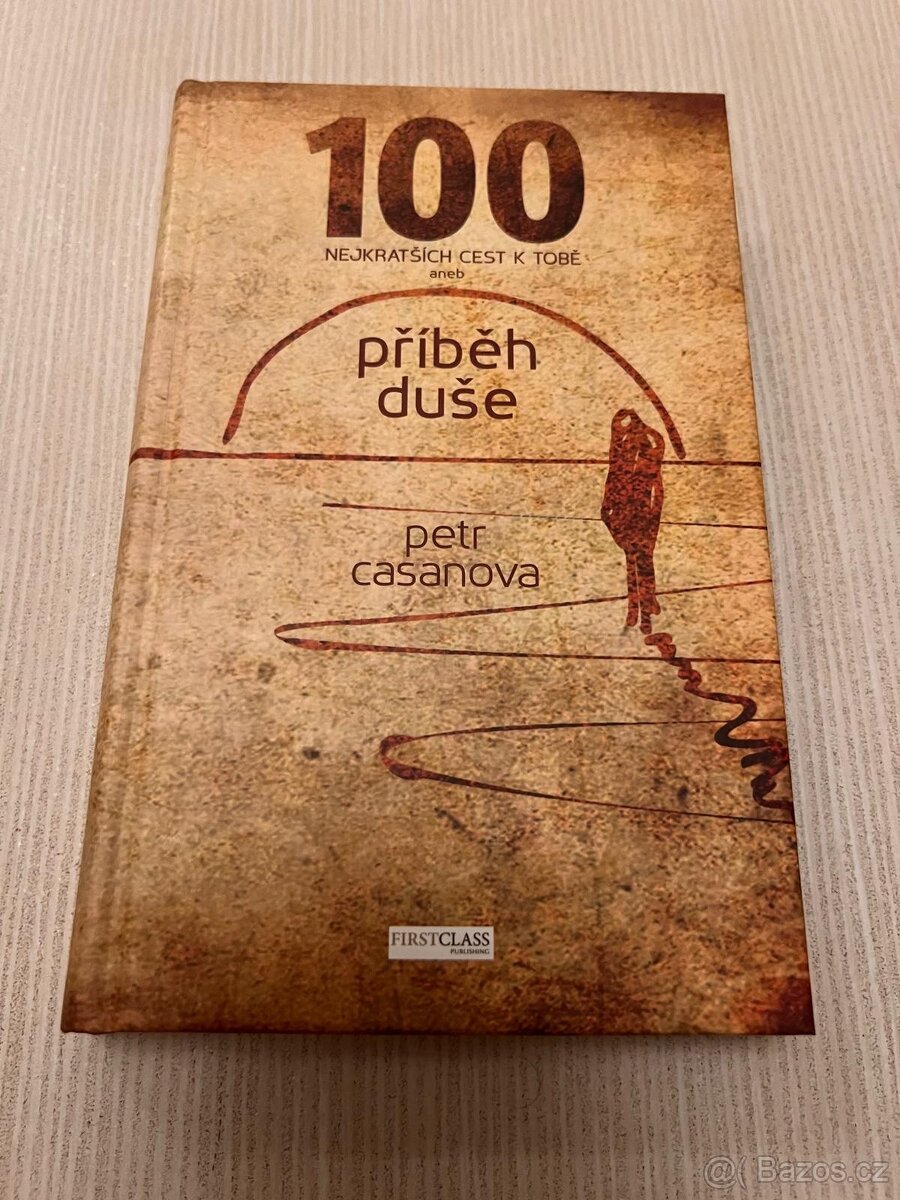 100
NEJKRATŠÍCH CEST K TOBĚ
aneb
příběh
duše
petr
casanova
FIRSTCLASS
PUBLISHING
@( Bazos.cz